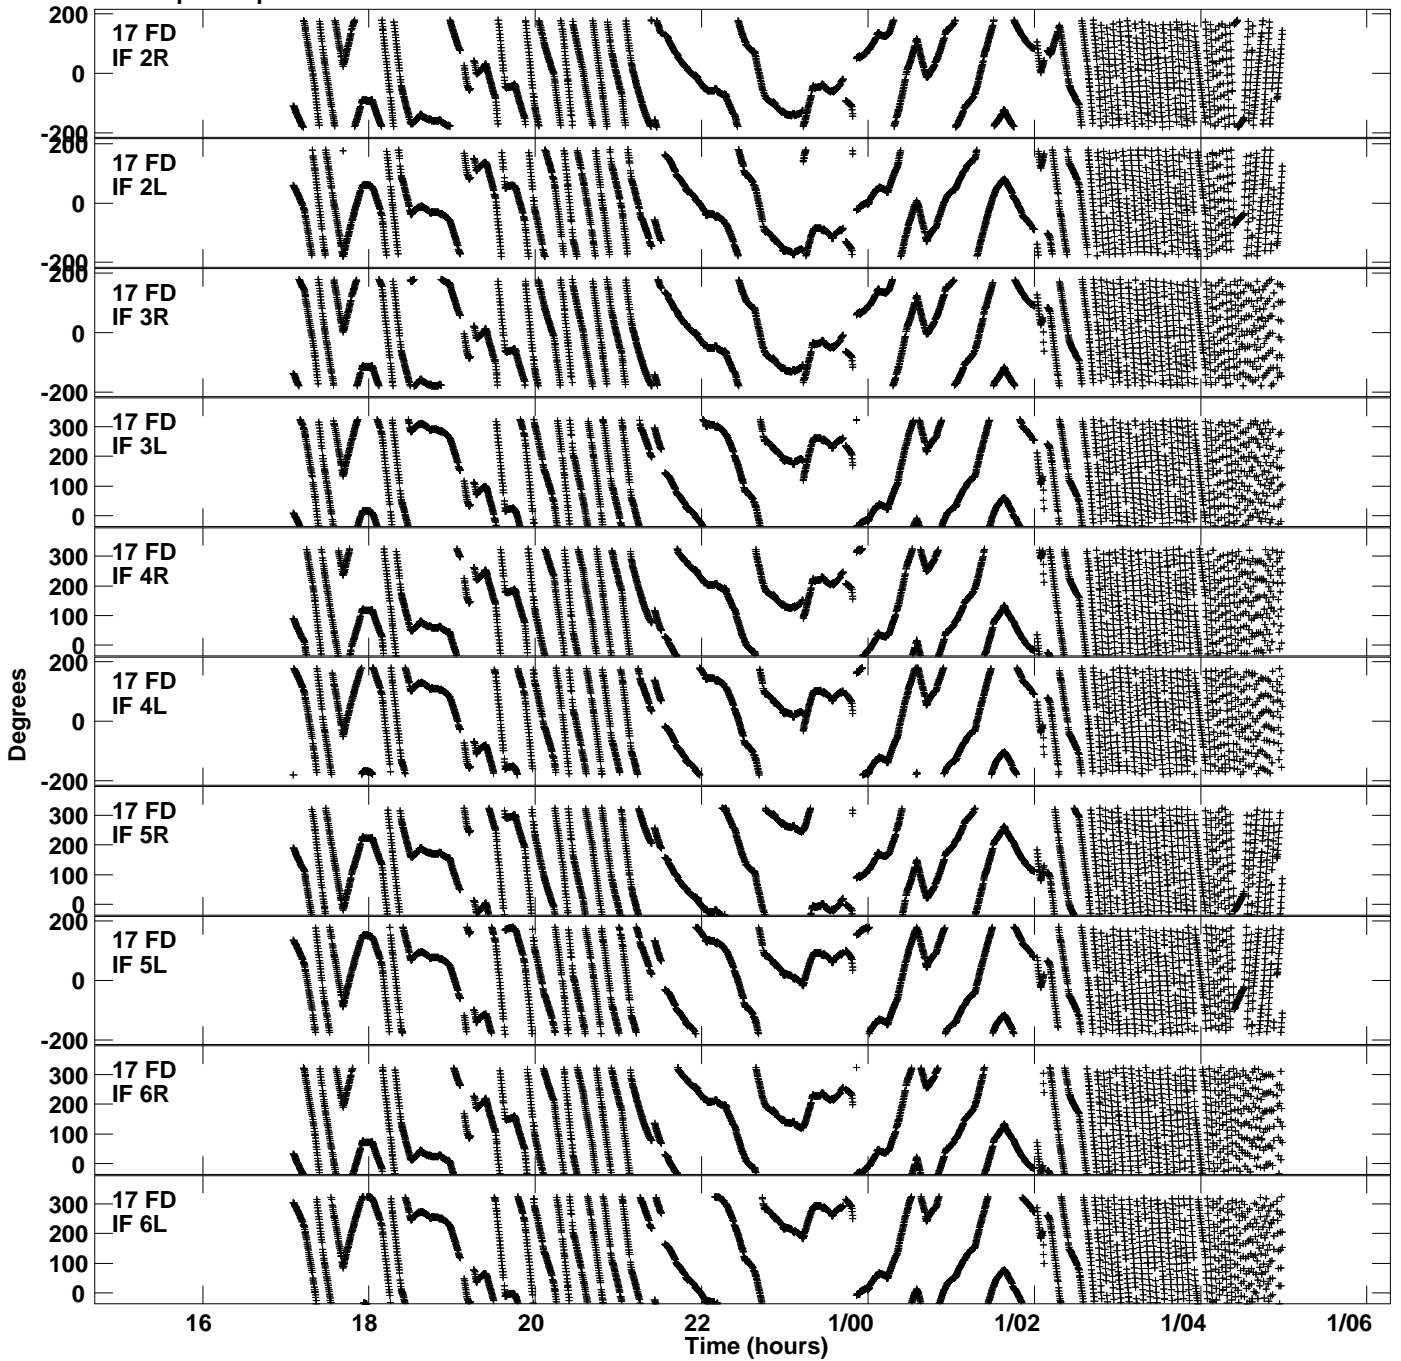 200
17 FD
IF 2R
0
-200
200
17 FD
IF 2L
0
-200
200
17 FD
IF 3R
0
-200
300
17 FD
IF 3L
200
100
0
300
17 FD
IF 4R
200
100
0
200
17 FD
IF 4L
0
-200
300
17 FD
IF 5R
200
100
0
200
17 FD
IF 5L
0
-200
300
17 FD
IF 6R
200
100
0
300
17 FD
IF 6L
200
100
0
Degrees
16 18 20 22 1/00 1/02 1/04 1/06
Time (hours)